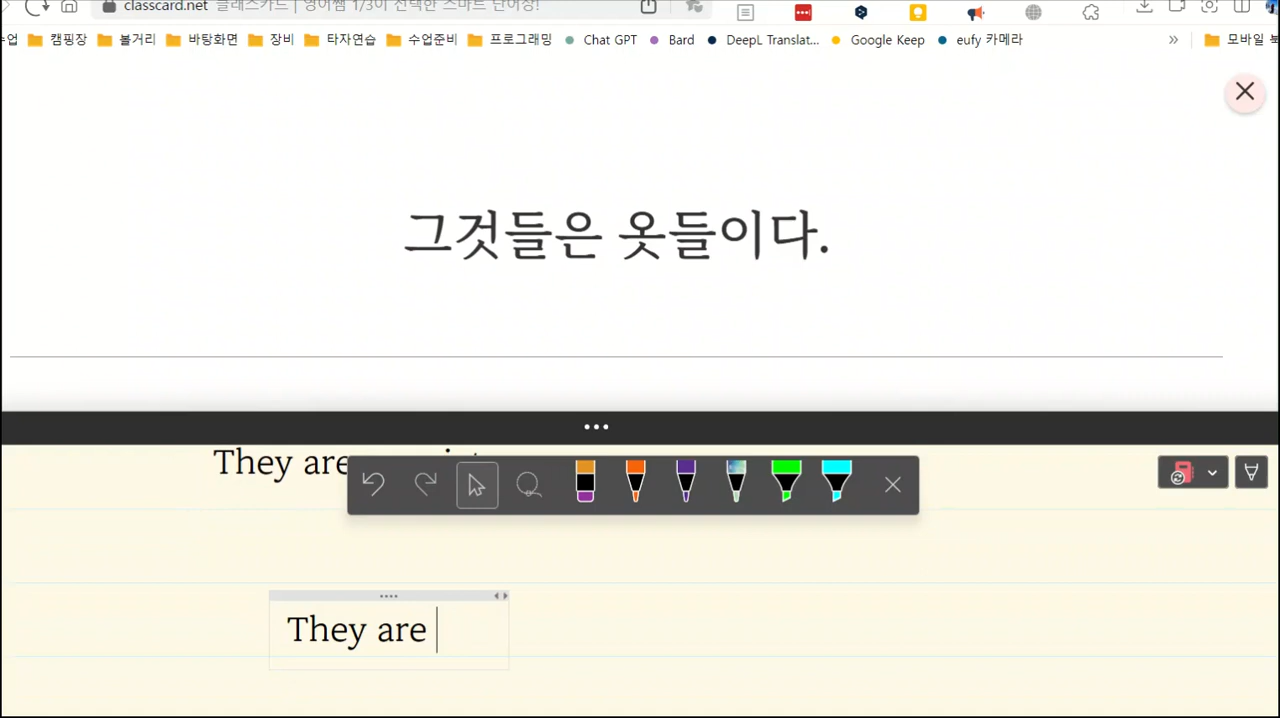 classcard.net 클래스카드 | 영어쌤 1/3이 선택한 스마트 단어장!
캠핑장 볼거리 바탕화면 장비 타자연습 수업준비 프로그래밍 Chat GPT Bard DeepL Translat... Google Keep eufy 카메라 » 모바일 북
그것들은 옷들이다.
They are
They are